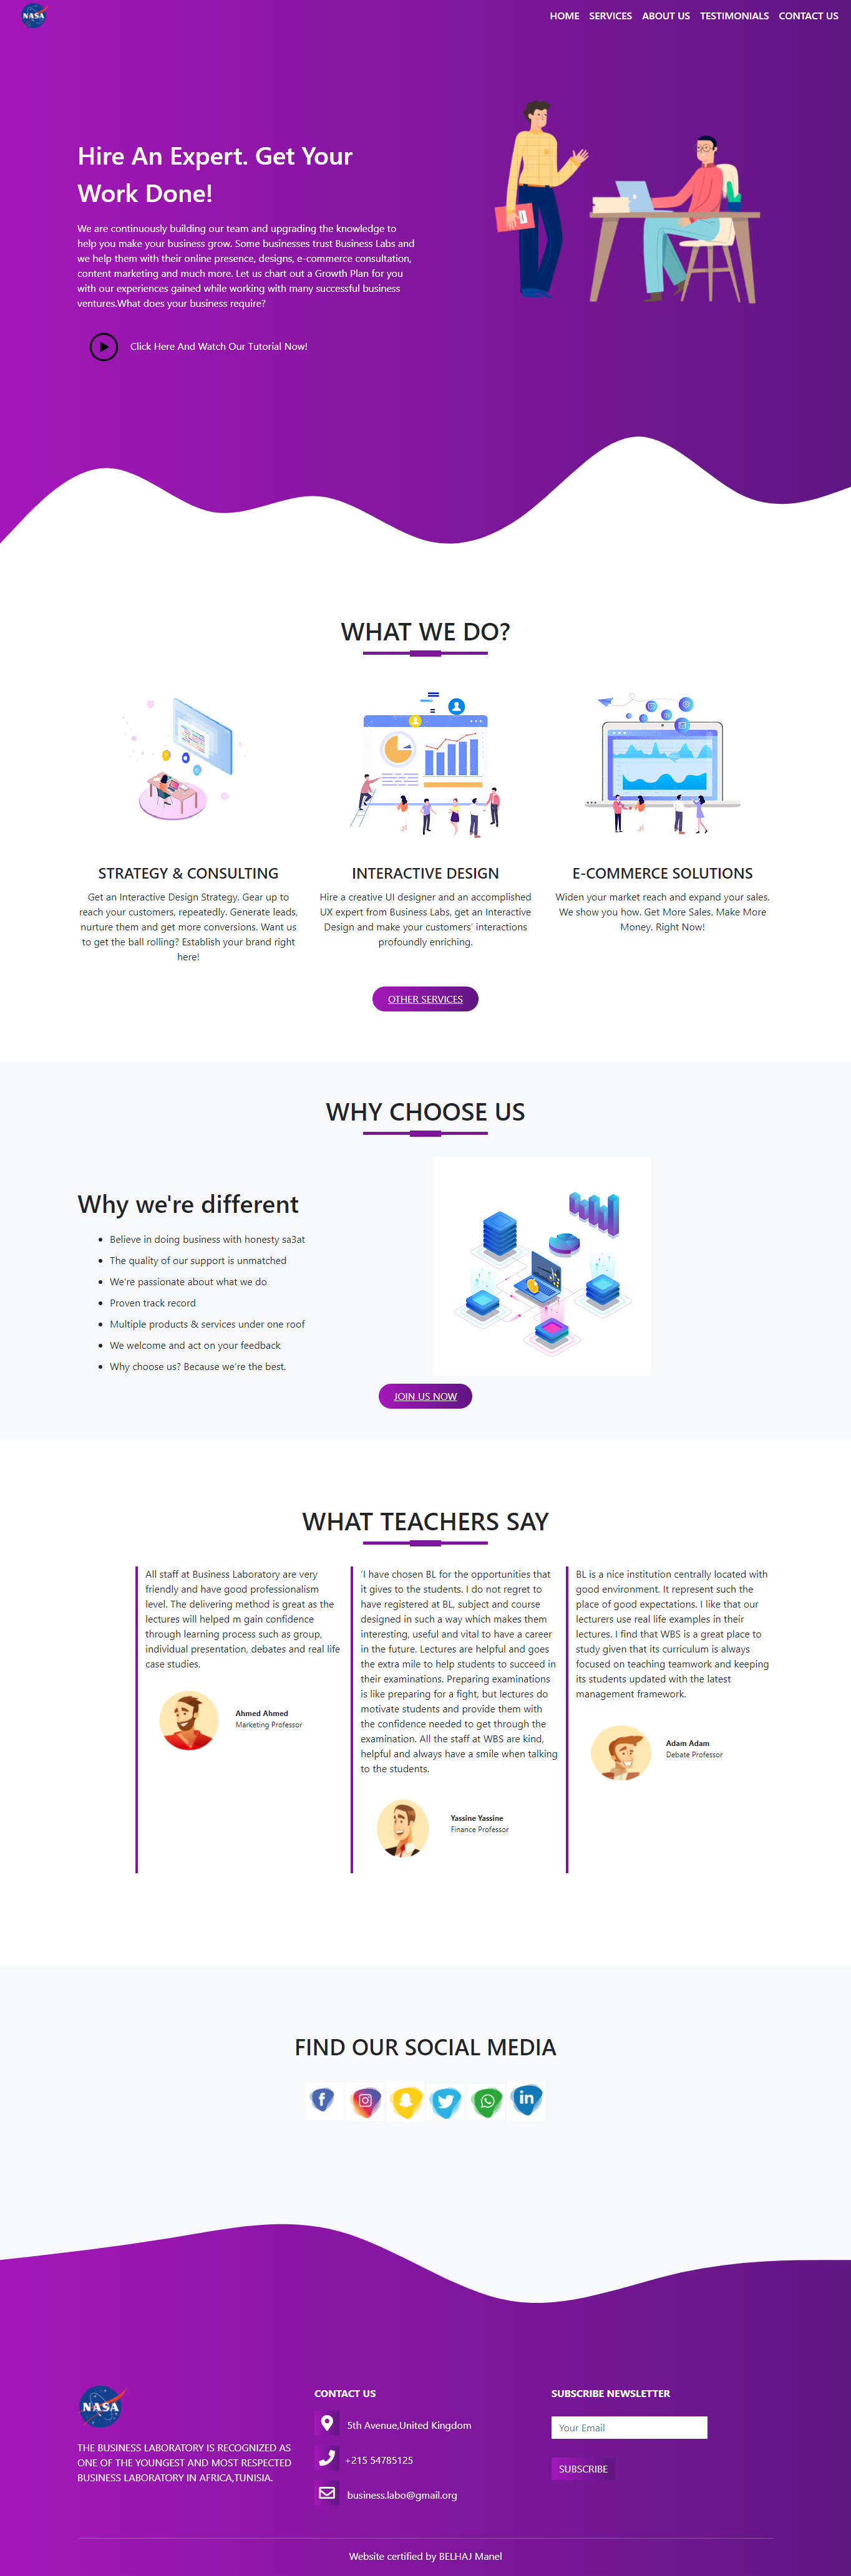 NASA
HOME SERVICES ABOUT US TESTIMONIALS CONTACT US
Hire An Expert. Get Your
Work Done!
We are continuously building our team and upgrading the knowledge to
help you make your business grow. Some businesses trust Business Labs and
we help them with their online presence, designs, e-commerce consultation,
content marketing and much more. Let us chart out a Growth Plan for you
with our experiences gained while working with many successful business
ventures.What does your business require?
Click Here And Watch Our Tutorial Now!
WHAT WE DO?
STRATEGY & CONSULTING
Get an Interactive Design Strategy. Gear up to
reach your customers, repeatedly. Generate leads,
nurture them and get more conversions. Want us
to get the ball rolling? Establish your brand right
here!
INTERACTIVE DESIGN
Hire a creative UI designer and an accomplished
UX expert from Business Labs, get an Interactive
Design and make your customers' interactions
profoundly enriching.
E-COMMERCE SOLUTIONS
Widen your market reach and expand your sales.
We show you how. Get More Sales. Make More
Money. Right Now!
OTHER SERVICES
WHY CHOOSE US
Why we're different
Believe in doing business with honesty sa3at
The quality of our support is unmatched
We're passionate about what we do
Proven track record
Multiple products & services under one roof
We welcome and act on your feedback
Why choose us? Because we're the best.
JOIN US NOW
WHAT TEACHERS SAY
All staff at Business Laboratory are very
friendly and have good professionalism
level. The delivering method is great as the
lectures will helped m gain confidence
through learning process such as group,
individual presentation, debates and real life
case studies.
Ahmed Ahmed
Marketing Professor
'I have chosen BL for the opportunities that
it gives to the students. I do not regret to
have registered at BL, subject and course
designed in such a way which makes them
interesting, useful and vital to have a career
in the future. Lectures are helpful and goes
the extra mile to help students to succeed in
their examinations. Preparing examinations
is like preparing for a fight, but lectures do
motivate students and provide them with
the confidence needed to get through the
examination. All the staff at WBS are kind,
helpful and always have a smile when talking
to the students.
Yassine Yassine
Finance Professor
BL is a nice institution centrally located with
good environment. It represent such the
place of good expectations. I like that our
lecturers use real life examples in their
lectures. I find that WBS is a great place to
study given that its curriculum is always
focused on teaching teamwork and keeping
its students updated with the latest
management framework.
Adam Adam
Debate Professor
FIND OUR SOCIAL MEDIA
NASA
THE BUSINESS LABORATORY IS RECOGNIZED AS
ONE OF THE YOUNGEST AND MOST RESPECTED
BUSINESS LABORATORY IN AFRICA,TUNISIA.
CONTACT US
5th Avenue,United Kingdom
+215 54785125
business.labo@gmail.org
SUBSCRIBE NEWSLETTER
Your Email
SUBSCRIBE
Website certified by BELHAJ Manel